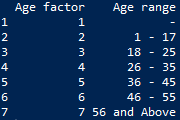 Age factor Age range
1 1 -
2 2 1 - 17
3 3 18 - 25
4 4 26 - 35
5 5 36 - 45
6 6 46 - 55
7 7 56 and Above